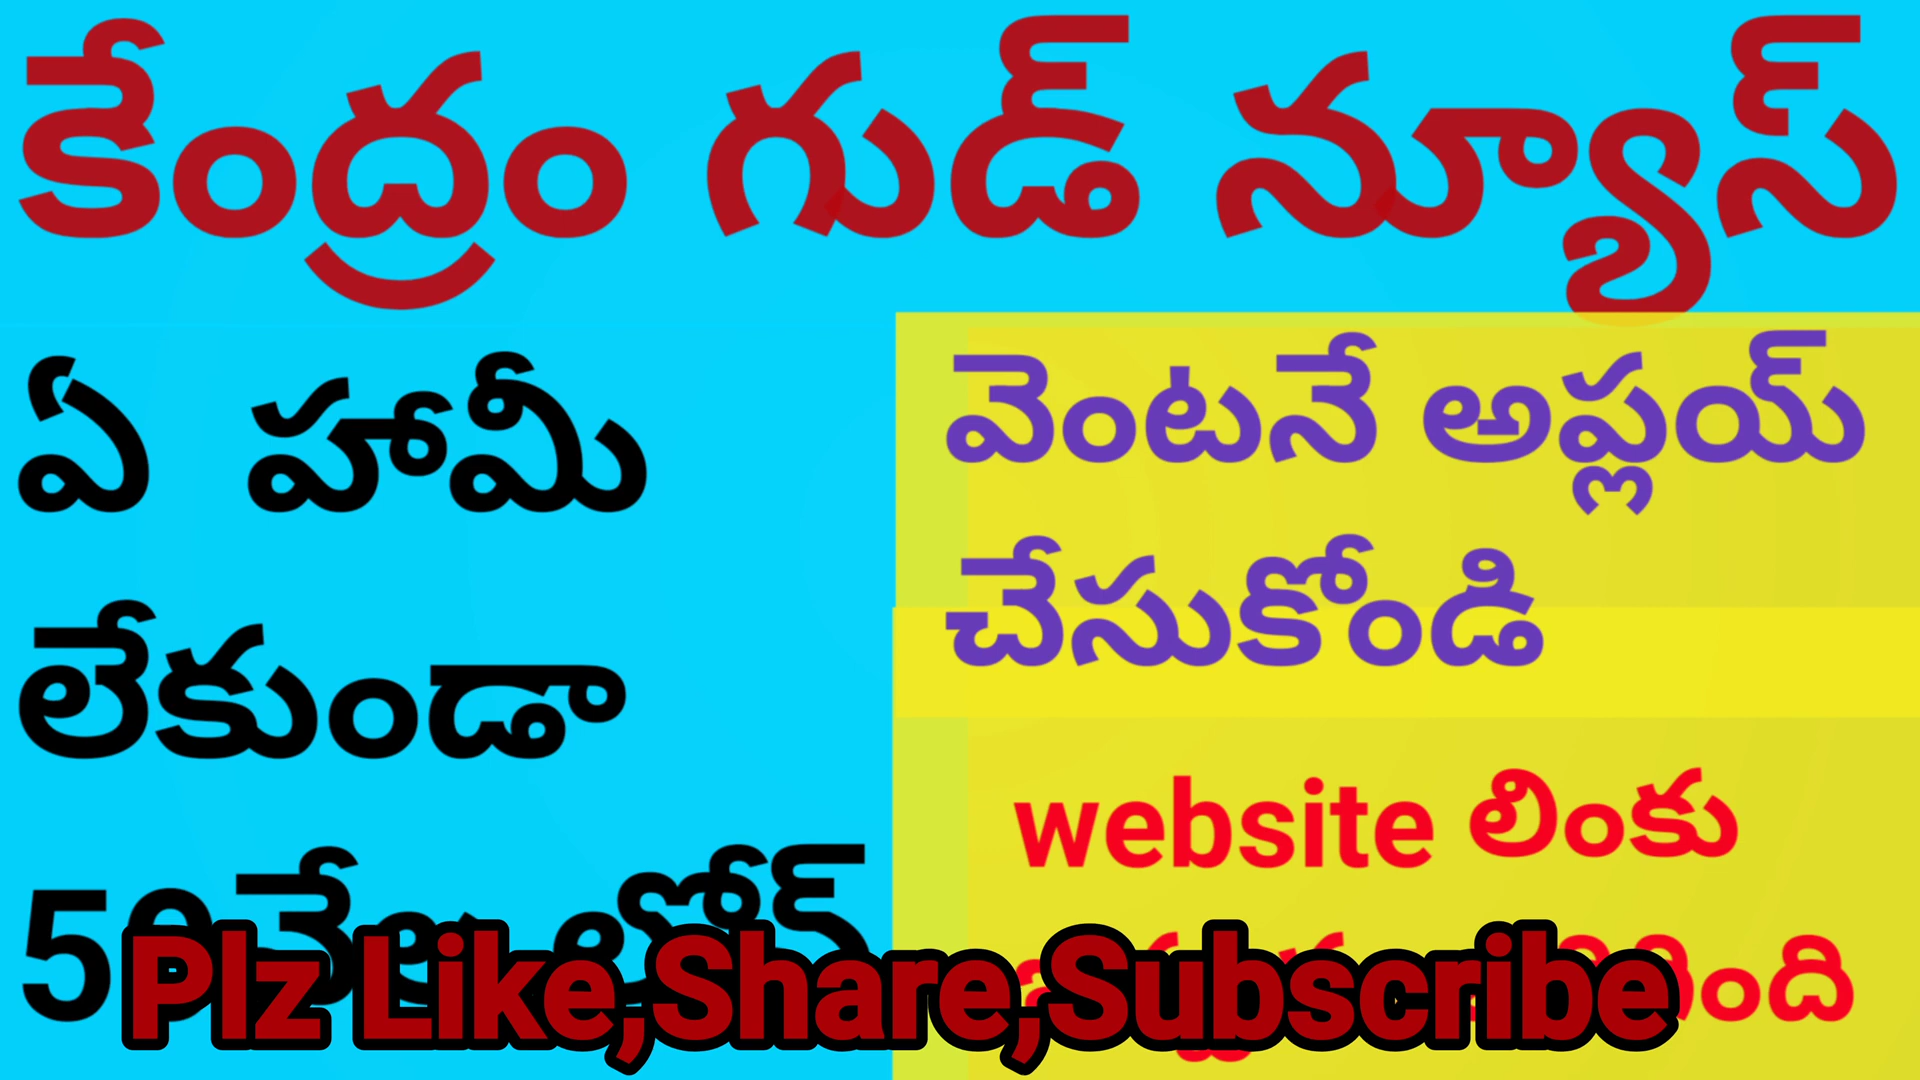 కేంద్రం గుడ్ న్యూస్
ఏ హామీ
లేకుండా
వెంటనే అప్లయ్
చేసుకోండి
website లింకు
Plz Like,Share,Subscribe